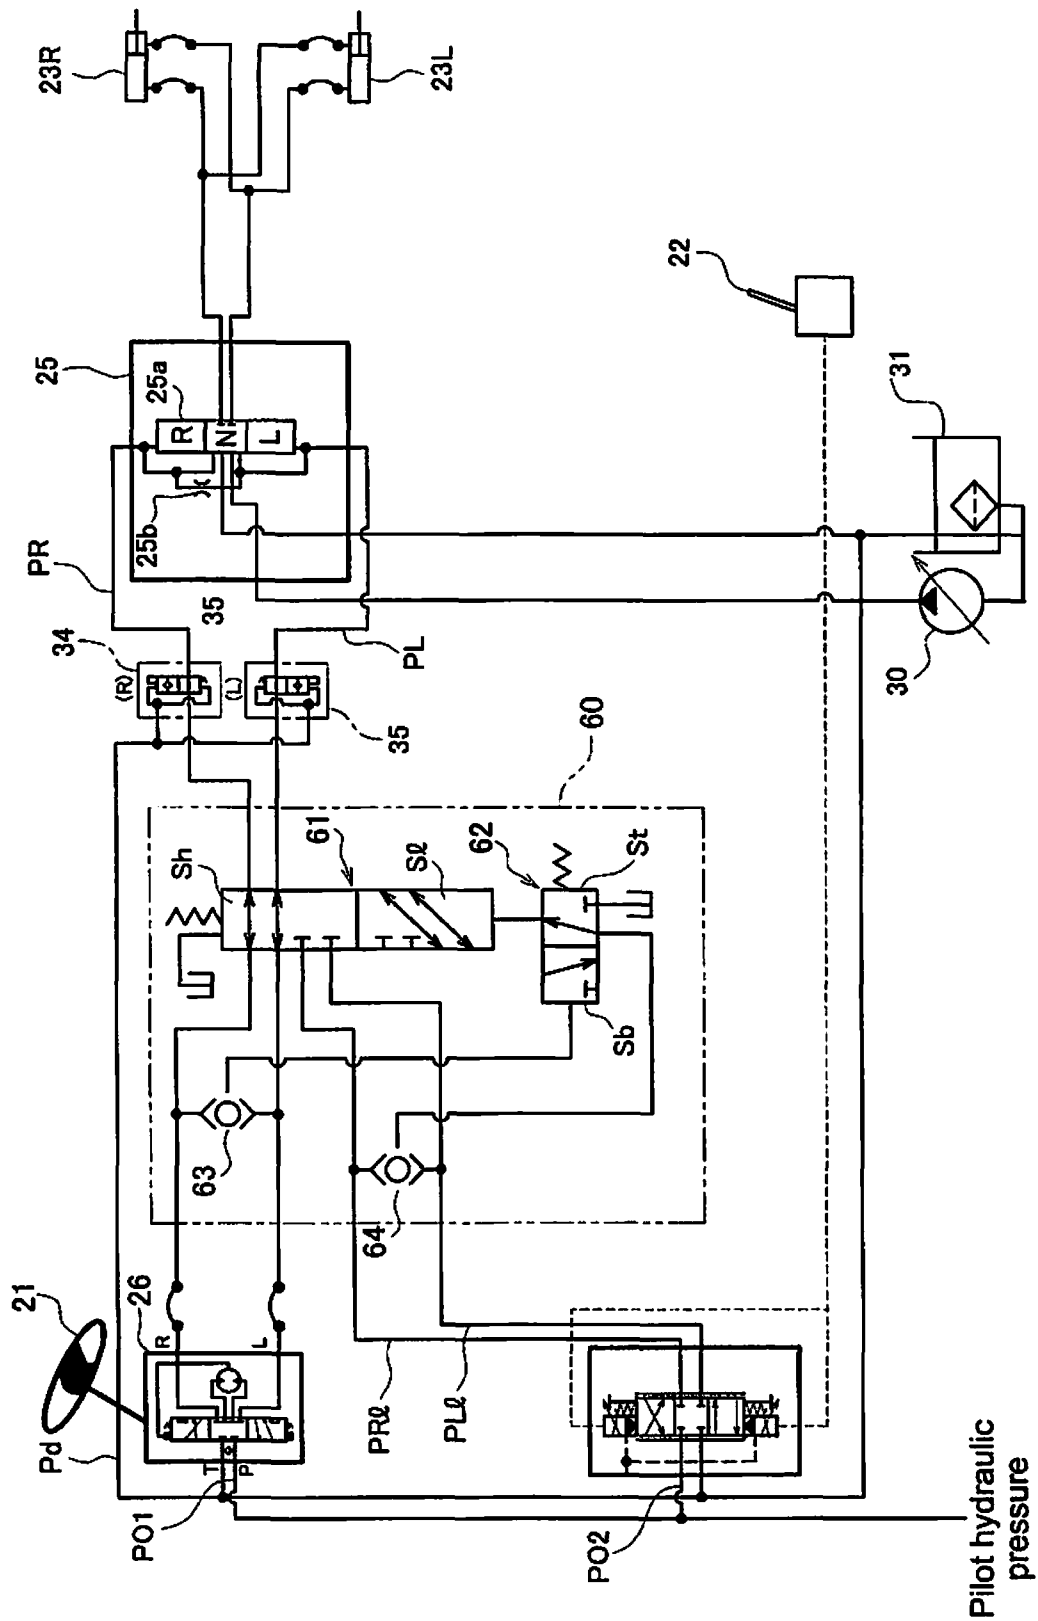 23R
23L
25
25a
R
N
L
25b
22
31
30
PR
35
34
(R)
(L)
PL
35
60
Sh
61
Sℓ
62
St
Sb
63
64
21
26
R
L
Pd
T
P
PO1
PRℓ
PLℓ
PO2
Pilot hydraulic
pressure